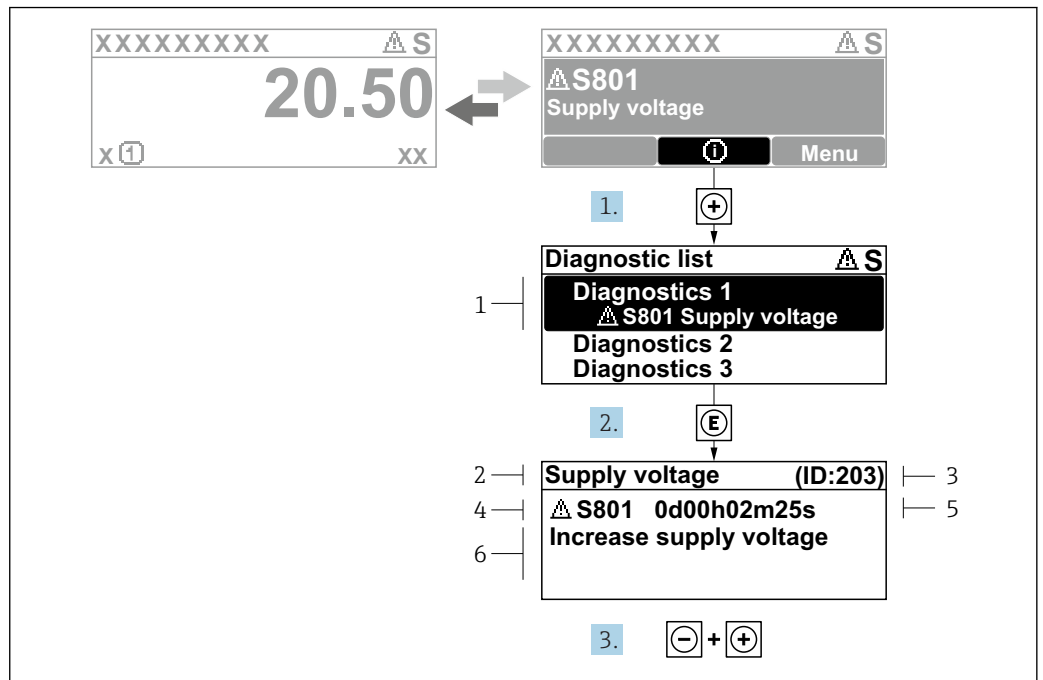 XXXXXXXXX ⚠ S
20.50
x ① xx
XXXXXXXXX ⚠ S
⚠ S801
Supply voltage
ⓘ Menu
1. +
Diagnostic list ⚠ S
1 Diagnostics 1
⚠ S801 Supply voltage
Diagnostics 2
Diagnostics 3
2. E
2 Supply voltage (ID:203) 3
4 ⚠ S801 0d00h02m25s 5
6 Increase supply voltage
3. - + +